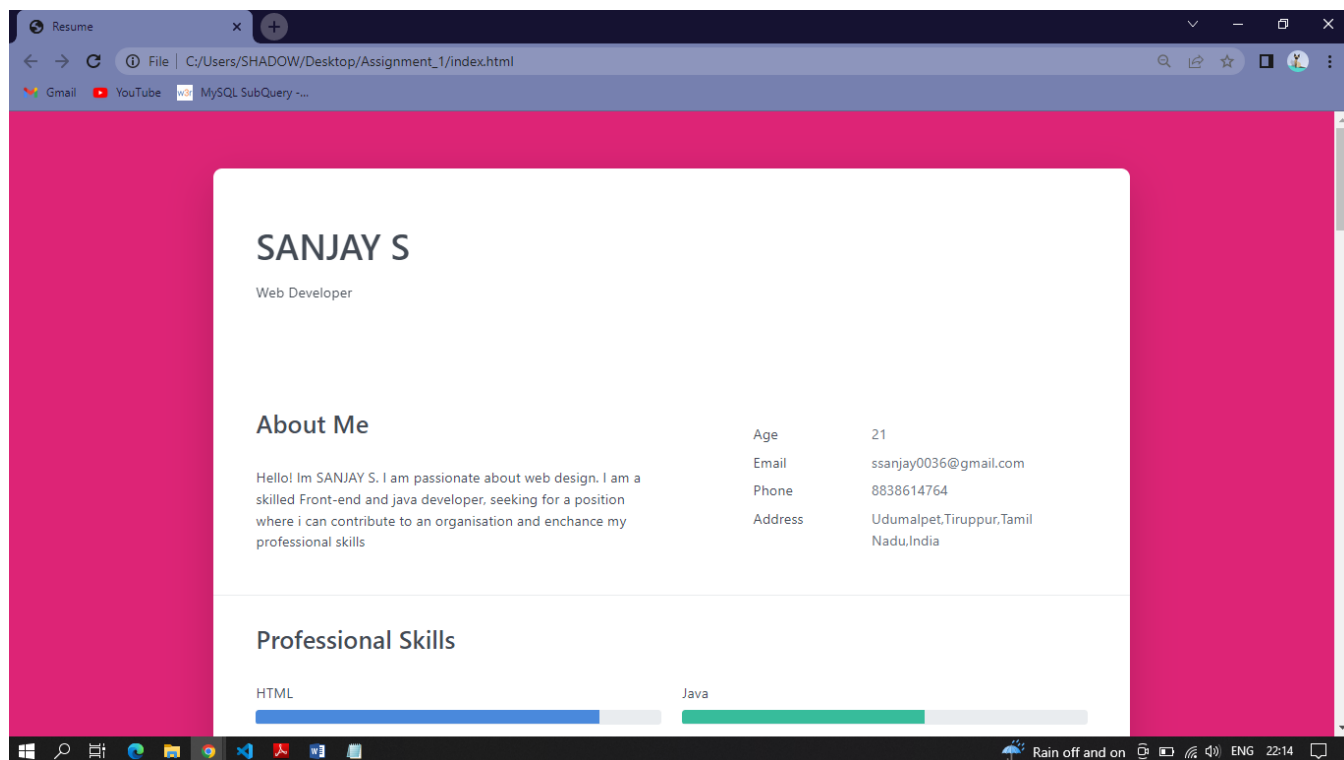 Resume
File | C:/Users/SHADOW/Desktop/Assignment_1/index.html
Gmail YouTube w3r MySQL SubQuery -...
SANJAY S
Web Developer
About Me
Hello! Im SANJAY S. I am passionate about web design. I am a
skilled Front-end and java developer, seeking for a position
where i can contribute to an organisation and enchance my
professional skills
Age 21
Email ssanjay0036@gmail.com
Phone 8838614764
Address Udumalpet,Tiruppur,Tamil
Nadu,India
Professional Skills
HTML Java
Rain off and on ENG 22:14